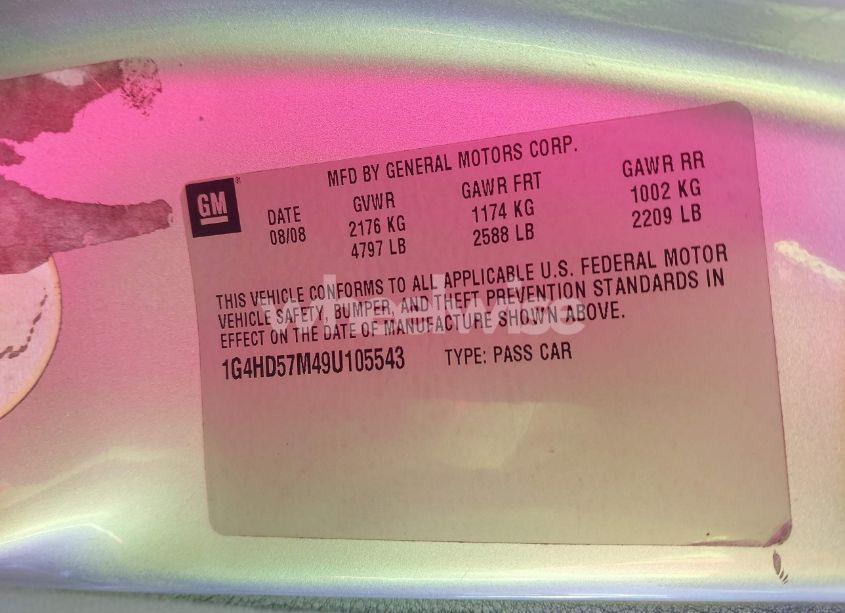 GM
MFD BY GENERAL MOTORS CORP.
DATE GVWR GAWR FRT GAWR RR
08/08 2176 KG 1174 KG 1002 KG
4797 LB 2588 LB 2209 LB
THIS VEHICLE CONFORMS TO ALL APPLICABLE U.S. FEDERAL MOTOR
VEHICLE SAFETY, BUMPER, AND THEFT PREVENTION STANDARDS IN
EFFECT ON THE DATE OF MANUFACTURE SHOWN ABOVE.
1G4HD57M49U105543 TYPE: PASS CAR
wheelwise